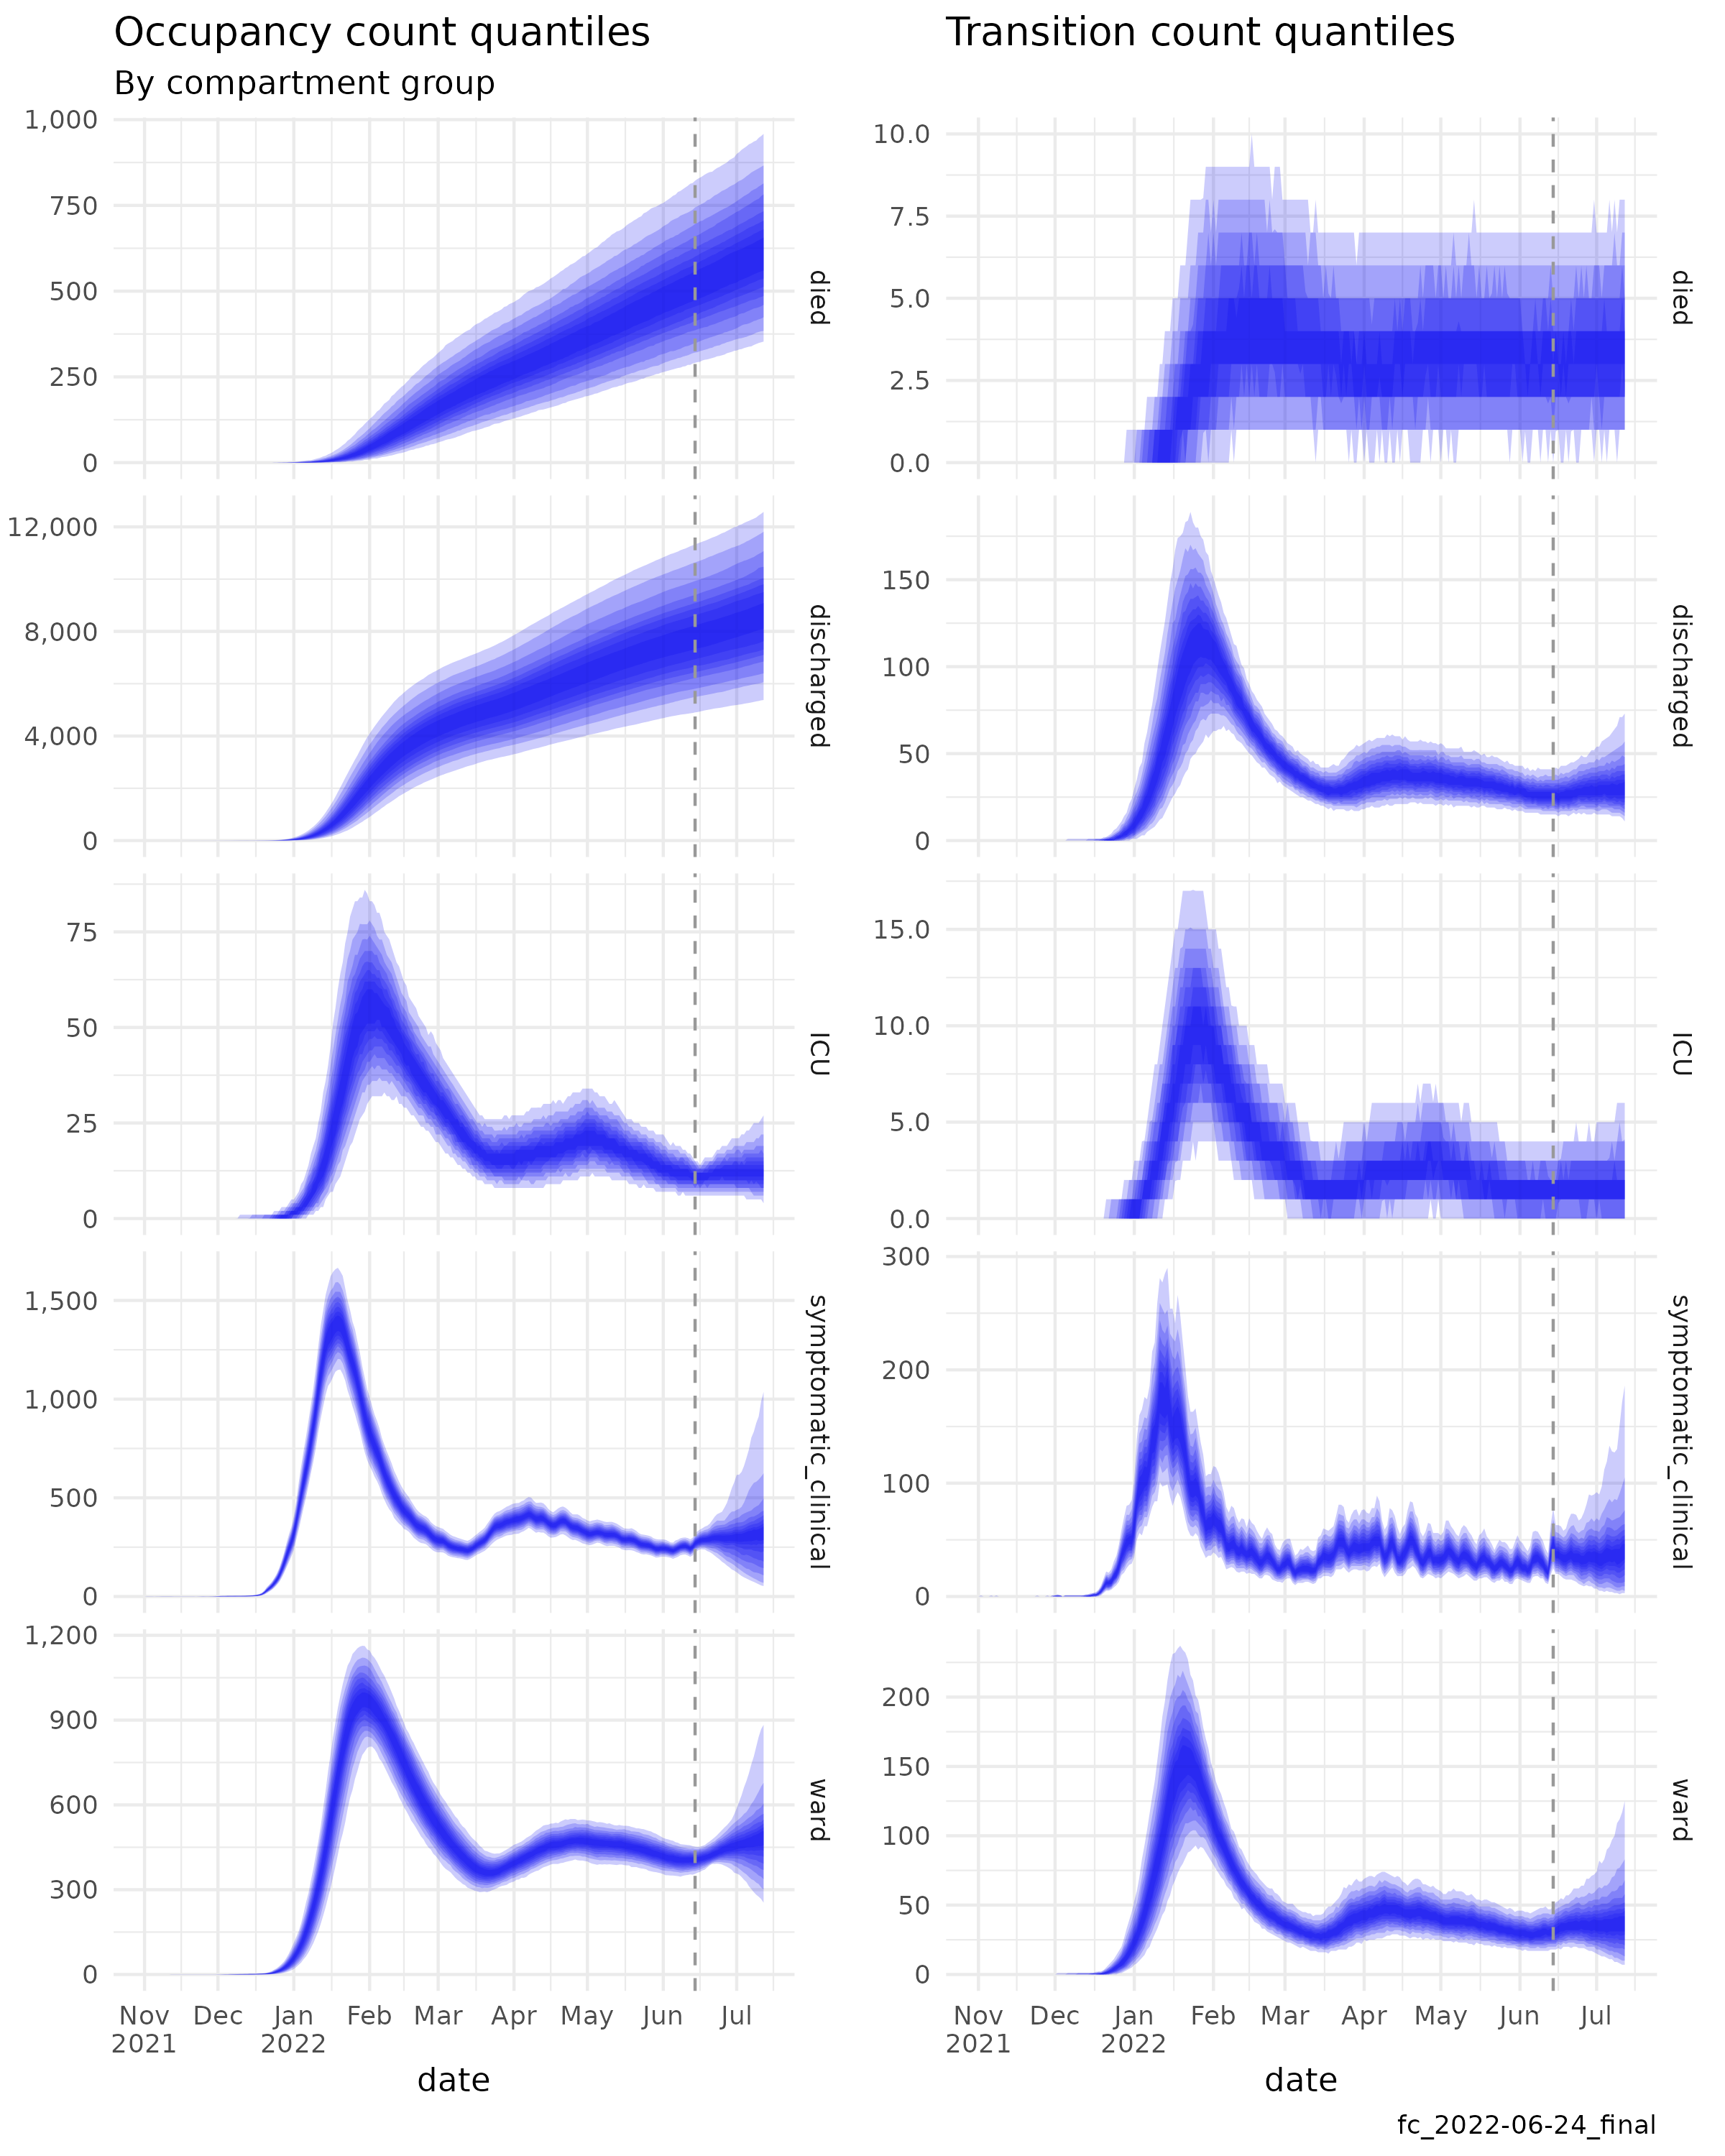 Occupancy count quantiles
By compartment group
1,000
750
500
250
0
died
12,000
8,000
4,000
0
discharged
75
50
25
0
ICU
1,500
1,000
500
0
symptomatic_clinical
1,200
900
600
300
0
ward
Nov Dec Jan Feb Mar Apr May Jun Jul
2021 2022
date
Transition count quantiles
10.0
7.5
5.0
2.5
0.0
died
150
100
50
0
discharged
15.0
10.0
5.0
0.0
ICU
300
200
100
0
symptomatic_clinical
200
150
100
50
0
ward
Nov Dec Jan Feb Mar Apr May Jun Jul
2021 2022
date
fc_2022-06-24_final